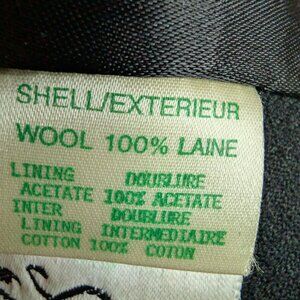 SHELL/EXTERIEUR
WOOL 100% LAINE
LINING DOUBLURE
ACETATE 100% ACETATE
INTER DOUBLURE
LINING INTERMEDIAIRE
COTTON 100% COTON